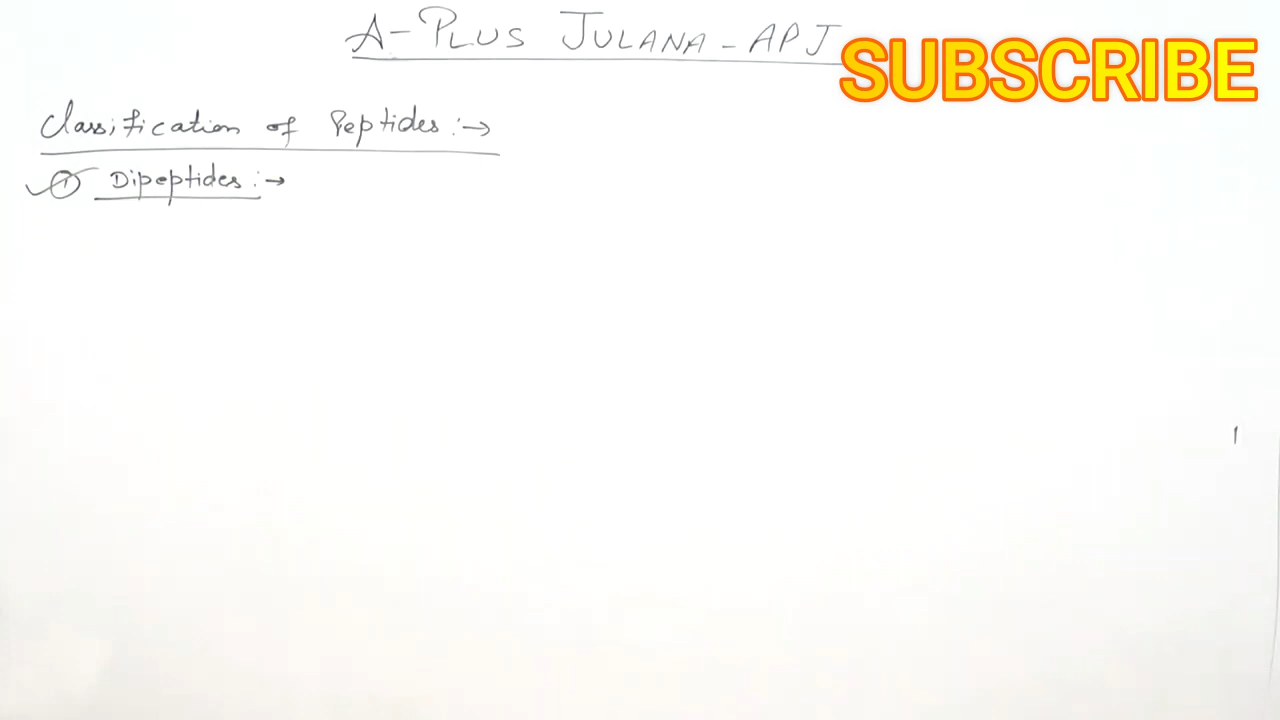 A-PLUS JULANA - APJ
SUBSCRIBE
Classification of Peptides :→
① Dipeptides :→